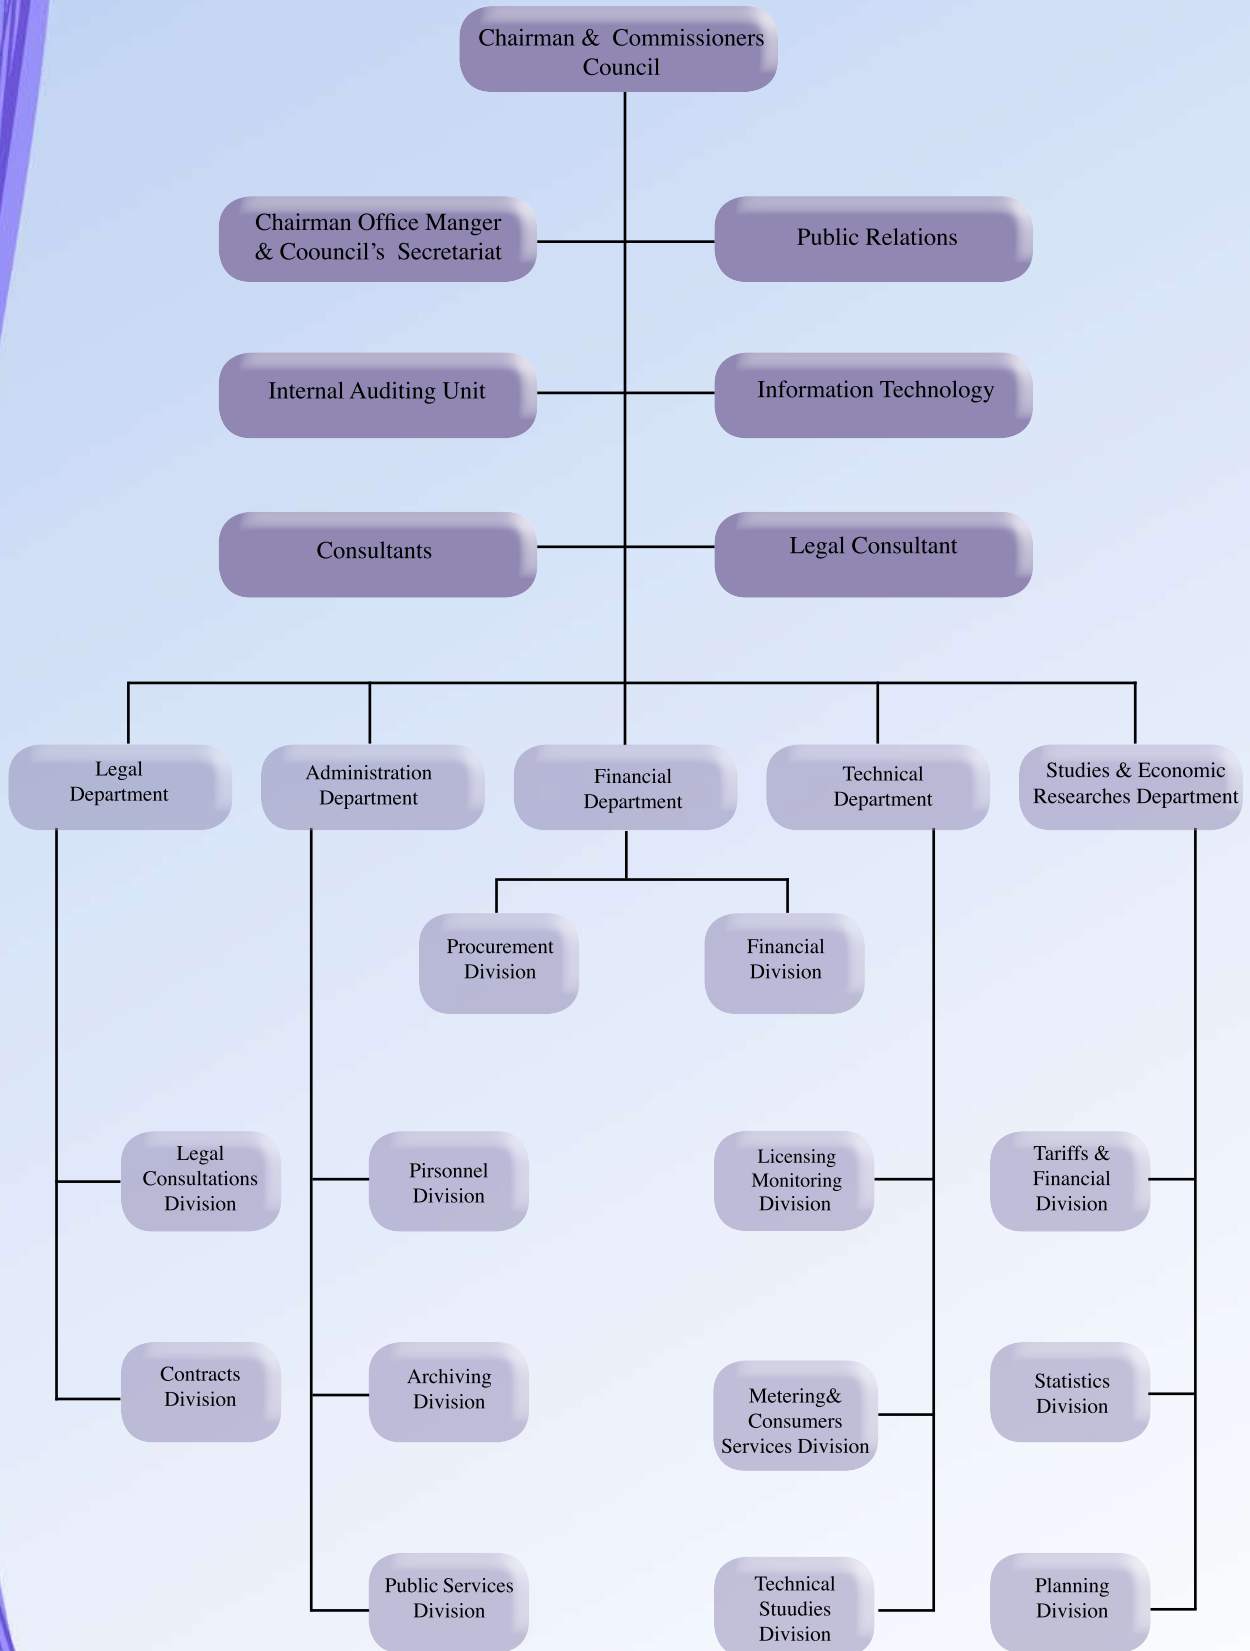 Chairman & Commissioners
Council
Chairman Office Manger
& Coouncil's Secretariat
Public Relations
Internal Auditing Unit
Information Technology
Consultants
Legal Consultant
Legal
Department
Administration
Department
Financial
Department
Technical
Department
Studies & Economic
Researches Department
Procurement
Division
Financial
Division
Legal
Consultations
Division
Pirsonnel
Division
Licensing
Monitoring
Division
Tariffs &
Financial
Division
Contracts
Division
Archiving
Division
Metering&
Consumers
Services Division
Statistics
Division
Public Services
Division
Technical
Stuudies
Division
Planning
Division